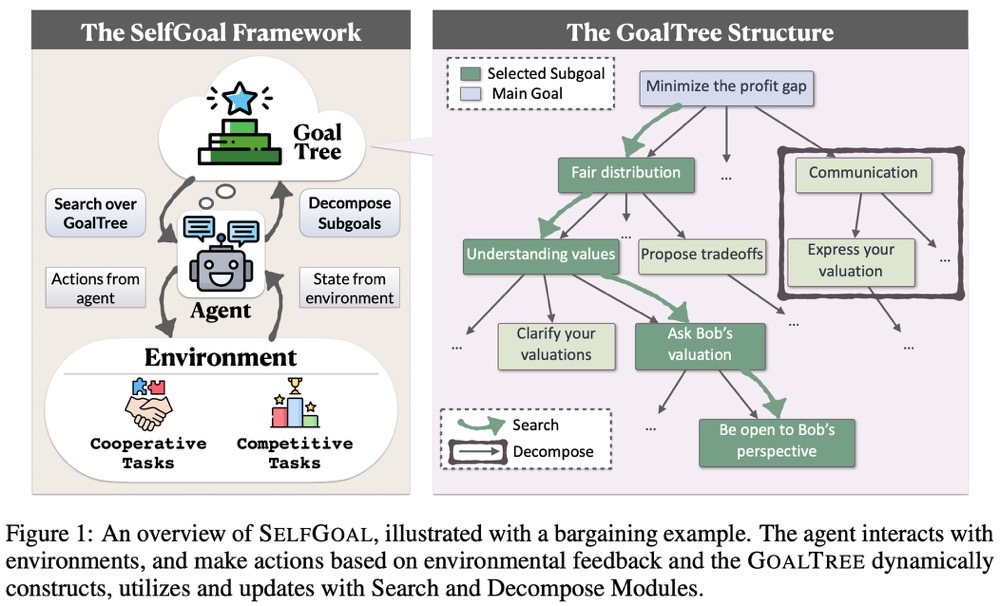 The SelfGoal Framework
Goal
Tree
Search over
GoalTree
Decompose
Subgoals
Actions from
agent
State from
environment
Agent
Environment
Cooperative
Tasks
Competitive
Tasks
The GoalTree Structure
Selected Subgoal
Main Goal
Minimize the profit gap
Fair distribution
...
Communication
Understanding values
...
Propose tradeoffs
Express your
valuation
...
...
Clarify your
valuations
Ask Bob's
valuation
...
...
Search
Decompose
...
Be open to Bob's
perspective
Figure 1: An overview of SELFGOAL, illustrated with a bargaining example. The agent interacts with
environments, and make actions based on environmental feedback and the GOALTREE dynamically
constructs, utilizes and updates with Search and Decompose Modules.